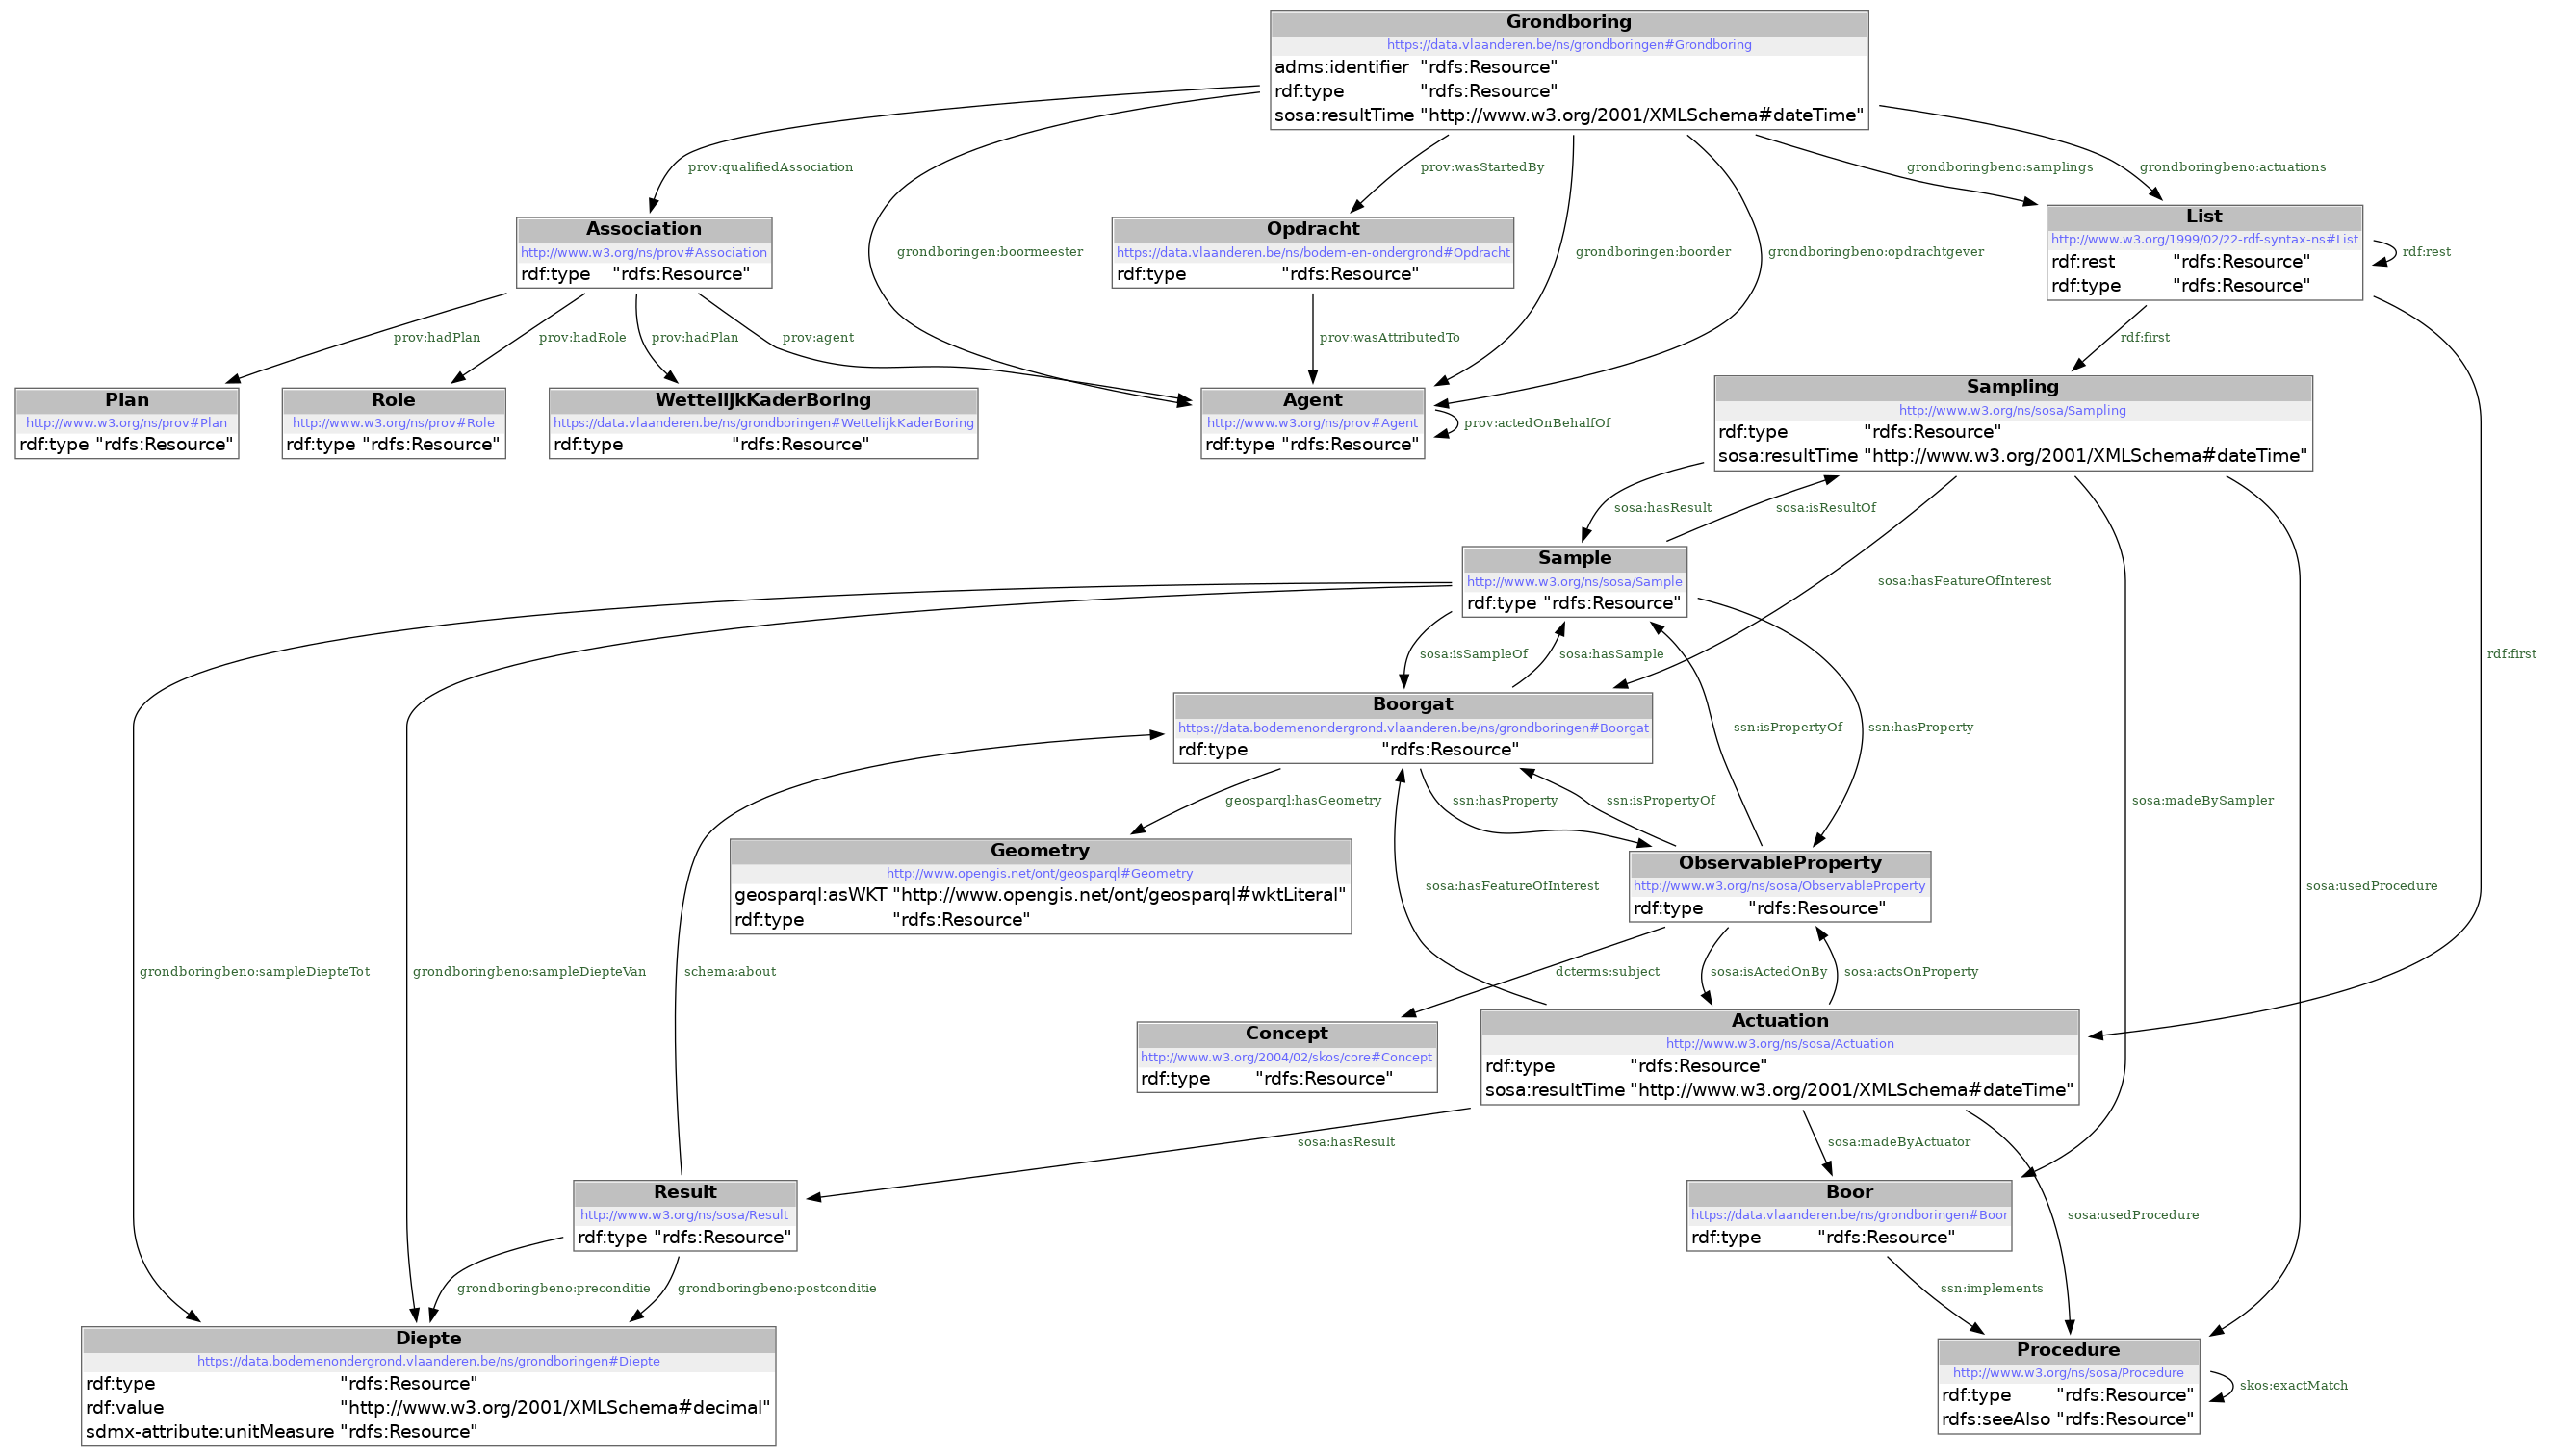 Grondboring
https://data.vlaanderen.be/ns/grondboringen#Grondboring
adms:identifier "rdfs:Resource"
rdf:type "rdfs:Resource"
sosa:resultTime "http://www.w3.org/2001/XMLSchema#dateTime"
prov:qualifiedAssociation
prov:wasStartedBy
grondboringbeno:samplings
grondboringbeno:actuations
Association
http://www.w3.org/ns/prov#Association
rdf:type "rdfs:Resource"
grondboringen:boormeester
Opdracht
https://data.vlaanderen.be/ns/bodem-en-ondergrond#Opdracht
rdf:type "rdfs:Resource"
grondboringen:boorder
grondboringbeno:opdrachtgever
List
http://www.w3.org/1999/02/22-rdf-syntax-ns#List
rdf:rest "rdfs:Resource"
rdf:type "rdfs:Resource"
rdf:rest
prov:hadPlan
prov:hadRole
prov:hadPlan
prov:agent
prov:wasAttributedTo
rdf:first
Plan
http://www.w3.org/ns/prov#Plan
rdf:type "rdfs:Resource"
Role
http://www.w3.org/ns/prov#Role
rdf:type "rdfs:Resource"
WettelijkKaderBoring
https://data.vlaanderen.be/ns/grondboringen#WettelijkKaderBoring
rdf:type "rdfs:Resource"
Agent
http://www.w3.org/ns/prov#Agent
rdf:type "rdfs:Resource"
prov:actedOnBehalfOf
Sampling
http://www.w3.org/ns/sosa/Sampling
rdf:type "rdfs:Resource"
sosa:resultTime "http://www.w3.org/2001/XMLSchema#dateTime"
sosa:hasResult
sosa:isResultOf
Sample
http://www.w3.org/ns/sosa/Sample
rdf:type "rdfs:Resource"
sosa:hasFeatureOfInterest
sosa:isSampleOf
sosa:hasSample
rdf:first
Boorgat
https://data.bodemenondergrond.vlaanderen.be/ns/grondboringen#Boorgat
rdf:type "rdfs:Resource"
ssn:isPropertyOf
ssn:hasProperty
geosparql:hasGeometry
ssn:hasProperty
ssn:isPropertyOf
sosa:madeBySampler
Geometry
http://www.opengis.net/ont/geosparql#Geometry
geosparql:asWKT "http://www.opengis.net/ont/geosparql#wktLiteral"
rdf:type "rdfs:Resource"
sosa:hasFeatureOfInterest
ObservableProperty
http://www.w3.org/ns/sosa/ObservableProperty
rdf:type "rdfs:Resource"
sosa:usedProcedure
grondboringbeno:sampleDiepteTot
grondboringbeno:sampleDiepteVan
schema:about
dcterms:subject
sosa:isActedOnBy
sosa:actsOnProperty
Concept
http://www.w3.org/2004/02/skos/core#Concept
rdf:type "rdfs:Resource"
Actuation
http://www.w3.org/ns/sosa/Actuation
rdf:type "rdfs:Resource"
sosa:resultTime "http://www.w3.org/2001/XMLSchema#dateTime"
sosa:hasResult
sosa:madeByActuator
Result
http://www.w3.org/ns/sosa/Result
rdf:type "rdfs:Resource"
Boor
https://data.vlaanderen.be/ns/grondboringen#Boor
rdf:type "rdfs:Resource"
sosa:usedProcedure
grondboringbeno:preconditie
grondboringbeno:postconditie
ssn:implements
Diepte
https://data.bodemenondergrond.vlaanderen.be/ns/grondboringen#Diepte
rdf:type "rdfs:Resource"
rdf:value "http://www.w3.org/2001/XMLSchema#decimal"
sdmx-attribute:unitMeasure "rdfs:Resource"
Procedure
http://www.w3.org/ns/sosa/Procedure
rdf:type "rdfs:Resource"
rdfs:seeAlso "rdfs:Resource"
skos:exactMatch